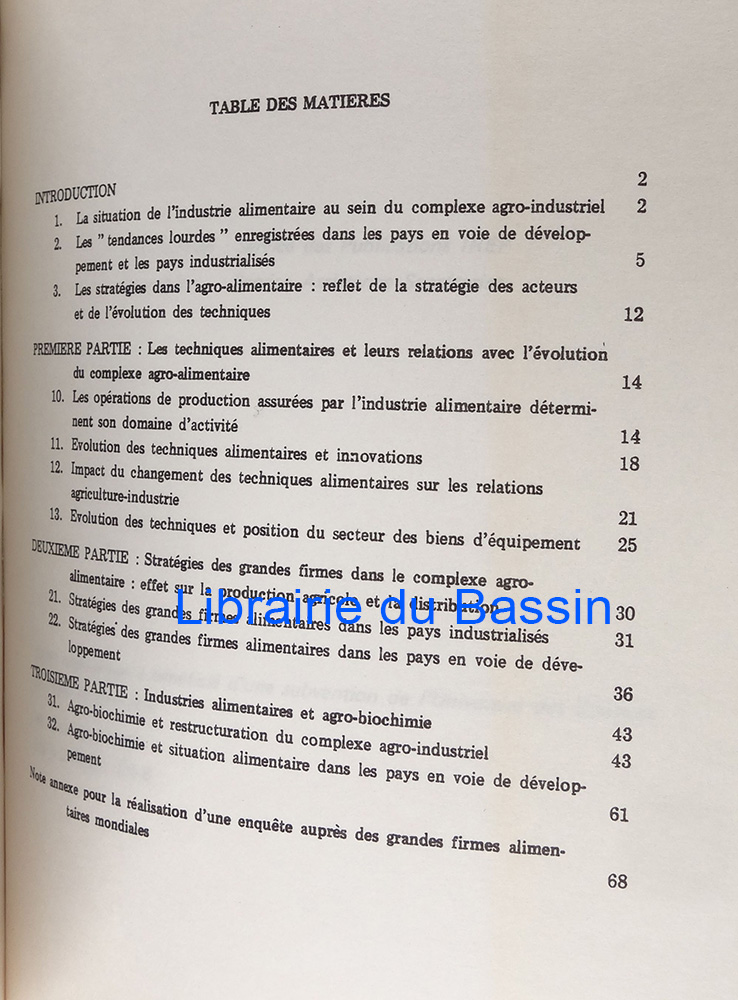 TABLE DES MATIERES
INTRODUCTION 2
1. La situation de l'industrie alimentaire au sein du complexe agro-industriel 2
2. Les "tendances lourdes" enregistrées dans les pays en voie de dévelop-
pement et les pays industrialisés 5
3. Les stratégies dans l'agro-alimentaire : reflet de la stratégie des acteurs
et de l'évolution des techniques 12
PREMIERE PARTIE : Les techniques alimentaires et leurs relations avec l'évolution
du complexe agro-alimentaire 14
10. Les opérations de production assurées par l'industrie alimentaire détermi-
nent son domaine d'activité 14
11. Evolution des techniques alimentaires et innovations 18
12. Impact du changement des techniques alimentaires sur les relations
agriculture-industrie 21
13. Evolution des techniques et position du secteur des biens d'équipement 25
DEUXIEME PARTIE : Stratégies des grandes firmes dans le complexe agro-
alimentaire : effet sur la production agricole et la distribution 30
21. Stratégies des grandes firmes alimentaires dans les pays industrialisés 31
22. Stratégies des grandes firmes alimentaires dans les pays en voie de déve-
loppement 36
TROISIEME PARTIE : Industries alimentaires et agro-biochimie 43
31. Agro-biochimie et restructuration du complexe agro-industriel 43
32. Agro-biochimie et situation alimentaire dans les pays en voie de dévelop-
pement 61
Note annexe pour la réalisation d'une enquête auprès des grandes firmes alimen-
taires mondiales 68
Librairie du Bassin